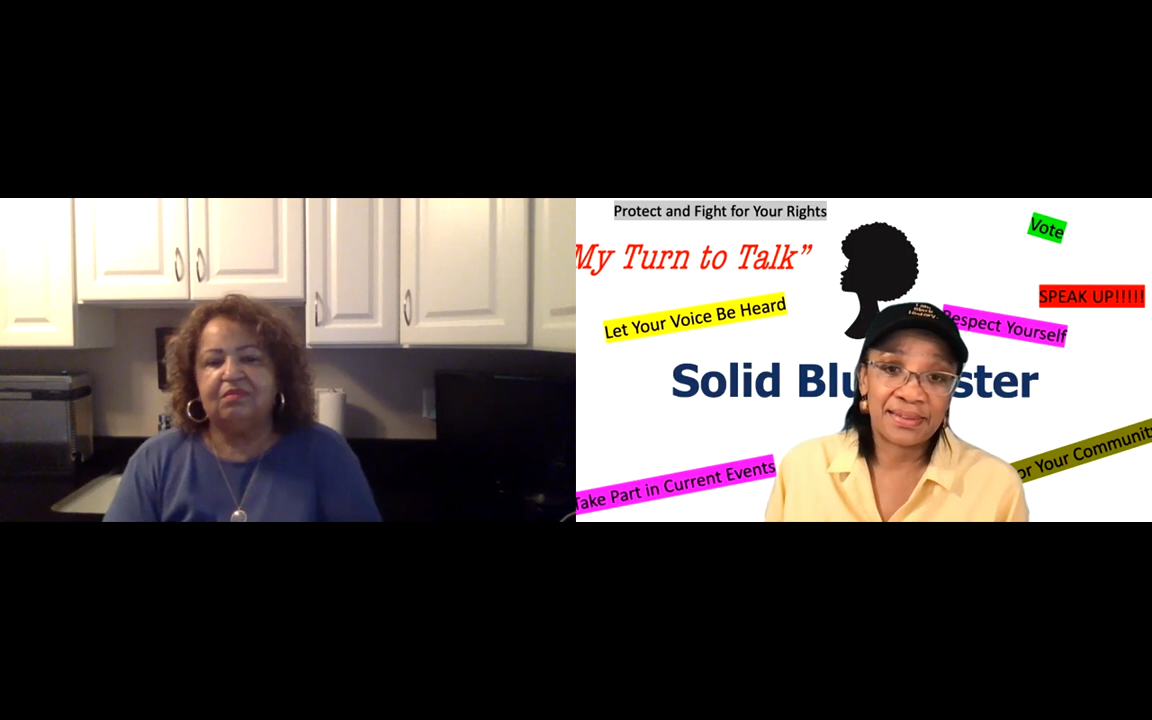 Protect and Fight for Your Rights
Vote
My Turn to Talk”
SPEAK UP!!!!!
Let Your Voice Be Heard
Respect Yourself
Solid Blu ster
or Your Community
Take Part in Current Events